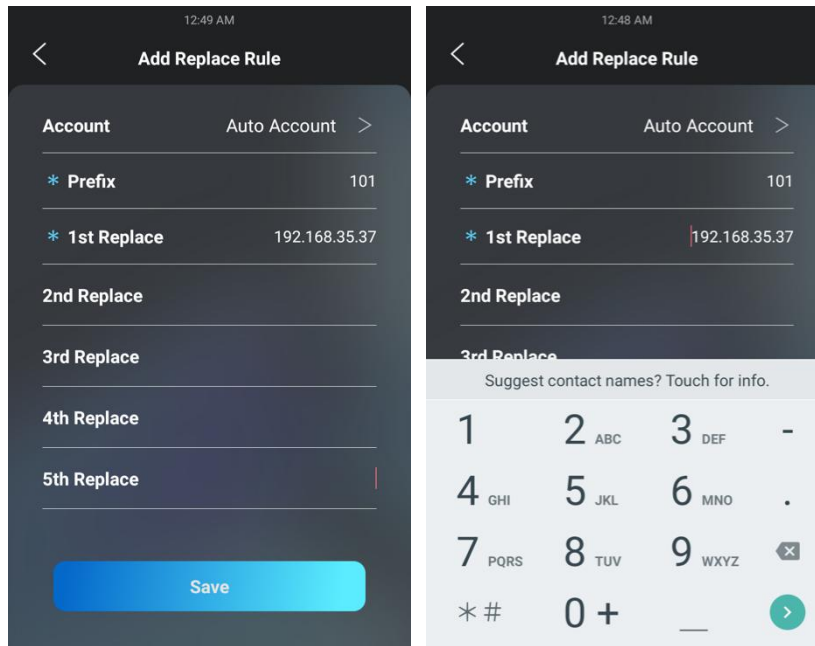 12:49 AM
Add Replace Rule
Account Auto Account >
* Prefix 101
* 1st Replace 192.168.35.37
2nd Replace
3rd Replace
4th Replace
5th Replace
Save
12:48 AM
Add Replace Rule
Account Auto Account >
* Prefix 101
* 1st Replace 192.168.35.37
2nd Replace
3rd Replace
Suggest contact names? Touch for info.
1 2 ABC 3 DEF -
4 GHI 5 JKL 6 MNO .
7 PQRS 8 TUV 9 WXYZ
*# 0 + _